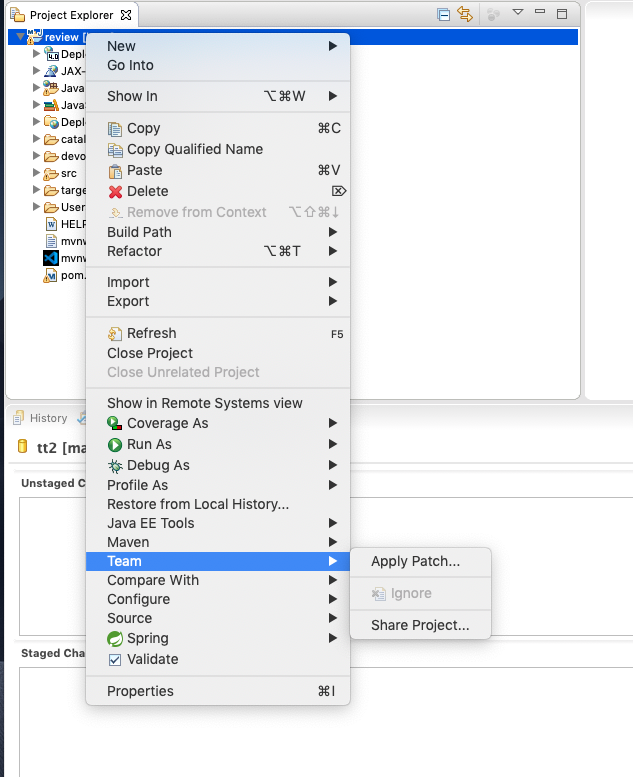 Project Explorer
review
New
Go Into
Show In ⌥⌘W
Copy ⌘C
Copy Qualified Name
Paste ⌘V
Delete ⌦
Remove from Context ⌥⇧⌘↓
Build Path
Refactor ⌥⌘T
Import
Export
Refresh F5
Close Project
Close Unrelated Project
Show in Remote Systems view
Coverage As
Run As
Debug As
Profile As
Restore from Local History...
Java EE Tools
Maven
Team
Compare With
Configure
Source
Spring
Validate
Properties ⌘I
Apply Patch...
Ignore
Share Project...
Depl
JAX-
Java
JavaS
Depl
catal
devo
src
targe
User
HELP
mvnw
mvnw
pom.
History
tt2 [ma
Unstaged C
Staged Cha